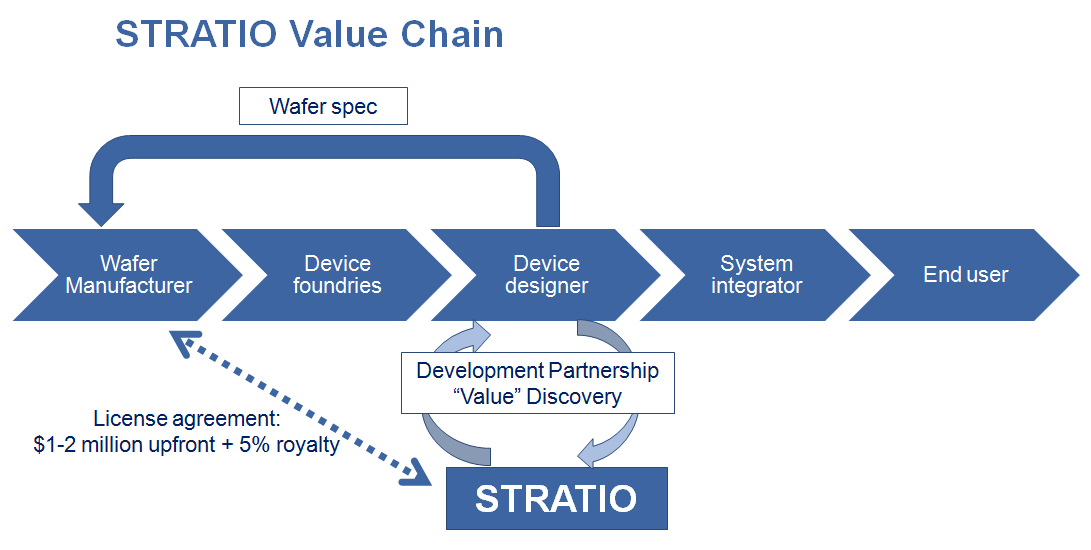 STRATIO Value Chain
Wafer spec
Wafer
Manufacturer
Device
foundries
Device
designer
System
integrator
End user
Development Partnership
“Value” Discovery
License agreement:
$1-2 million upfront + 5% royalty
STRATIO